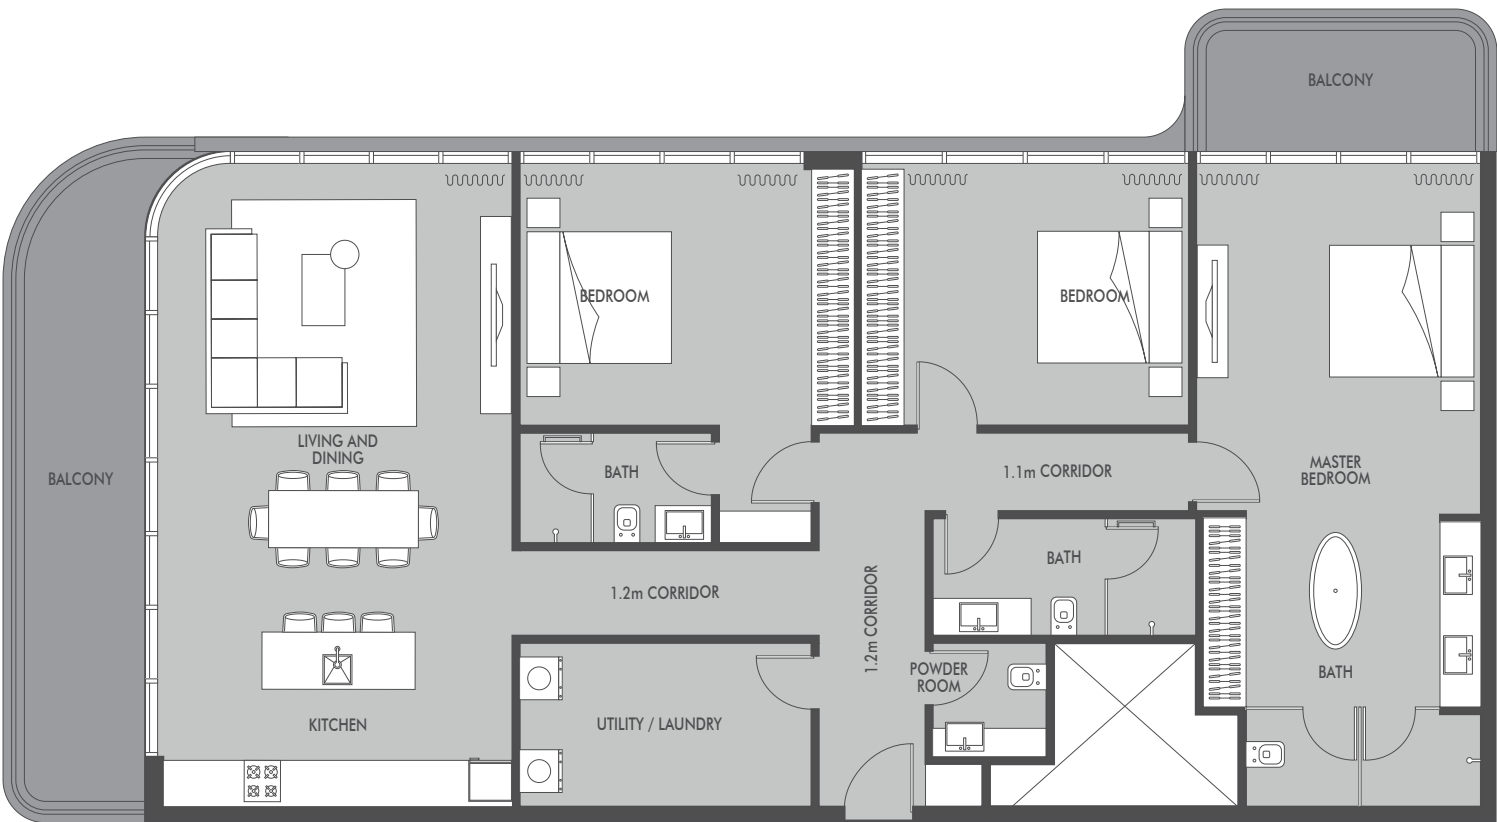 BALCONY
BEDROOM
BEDROOM
LIVING AND
DINING
BALCONY
BATH
1.1m CORRIDOR
MASTER
BEDROOM
1.2m CORRIDOR
1.2m CORRIDOR
BATH
POWDER
ROOM
BATH
KITCHEN
UTILITY / LAUNDRY